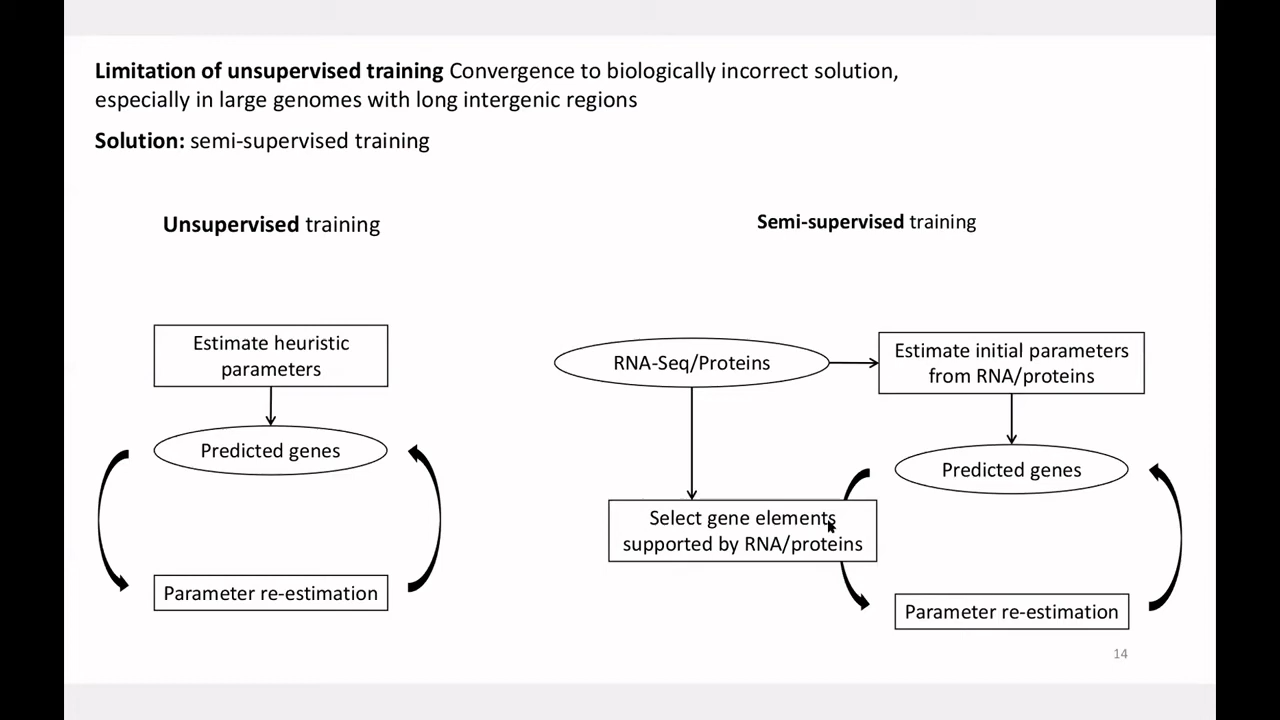 Limitation of unsupervised training Convergence to biologically incorrect solution,
especially in large genomes with long intergenic regions
Solution: semi-supervised training
Unsupervised training
Estimate heuristic
parameters
Predicted genes
Parameter re-estimation
Semi-supervised training
RNA-Seq/Proteins
Estimate initial parameters
from RNA/proteins
Predicted genes
Select gene elements
supported by RNA/proteins
Parameter re-estimation
14